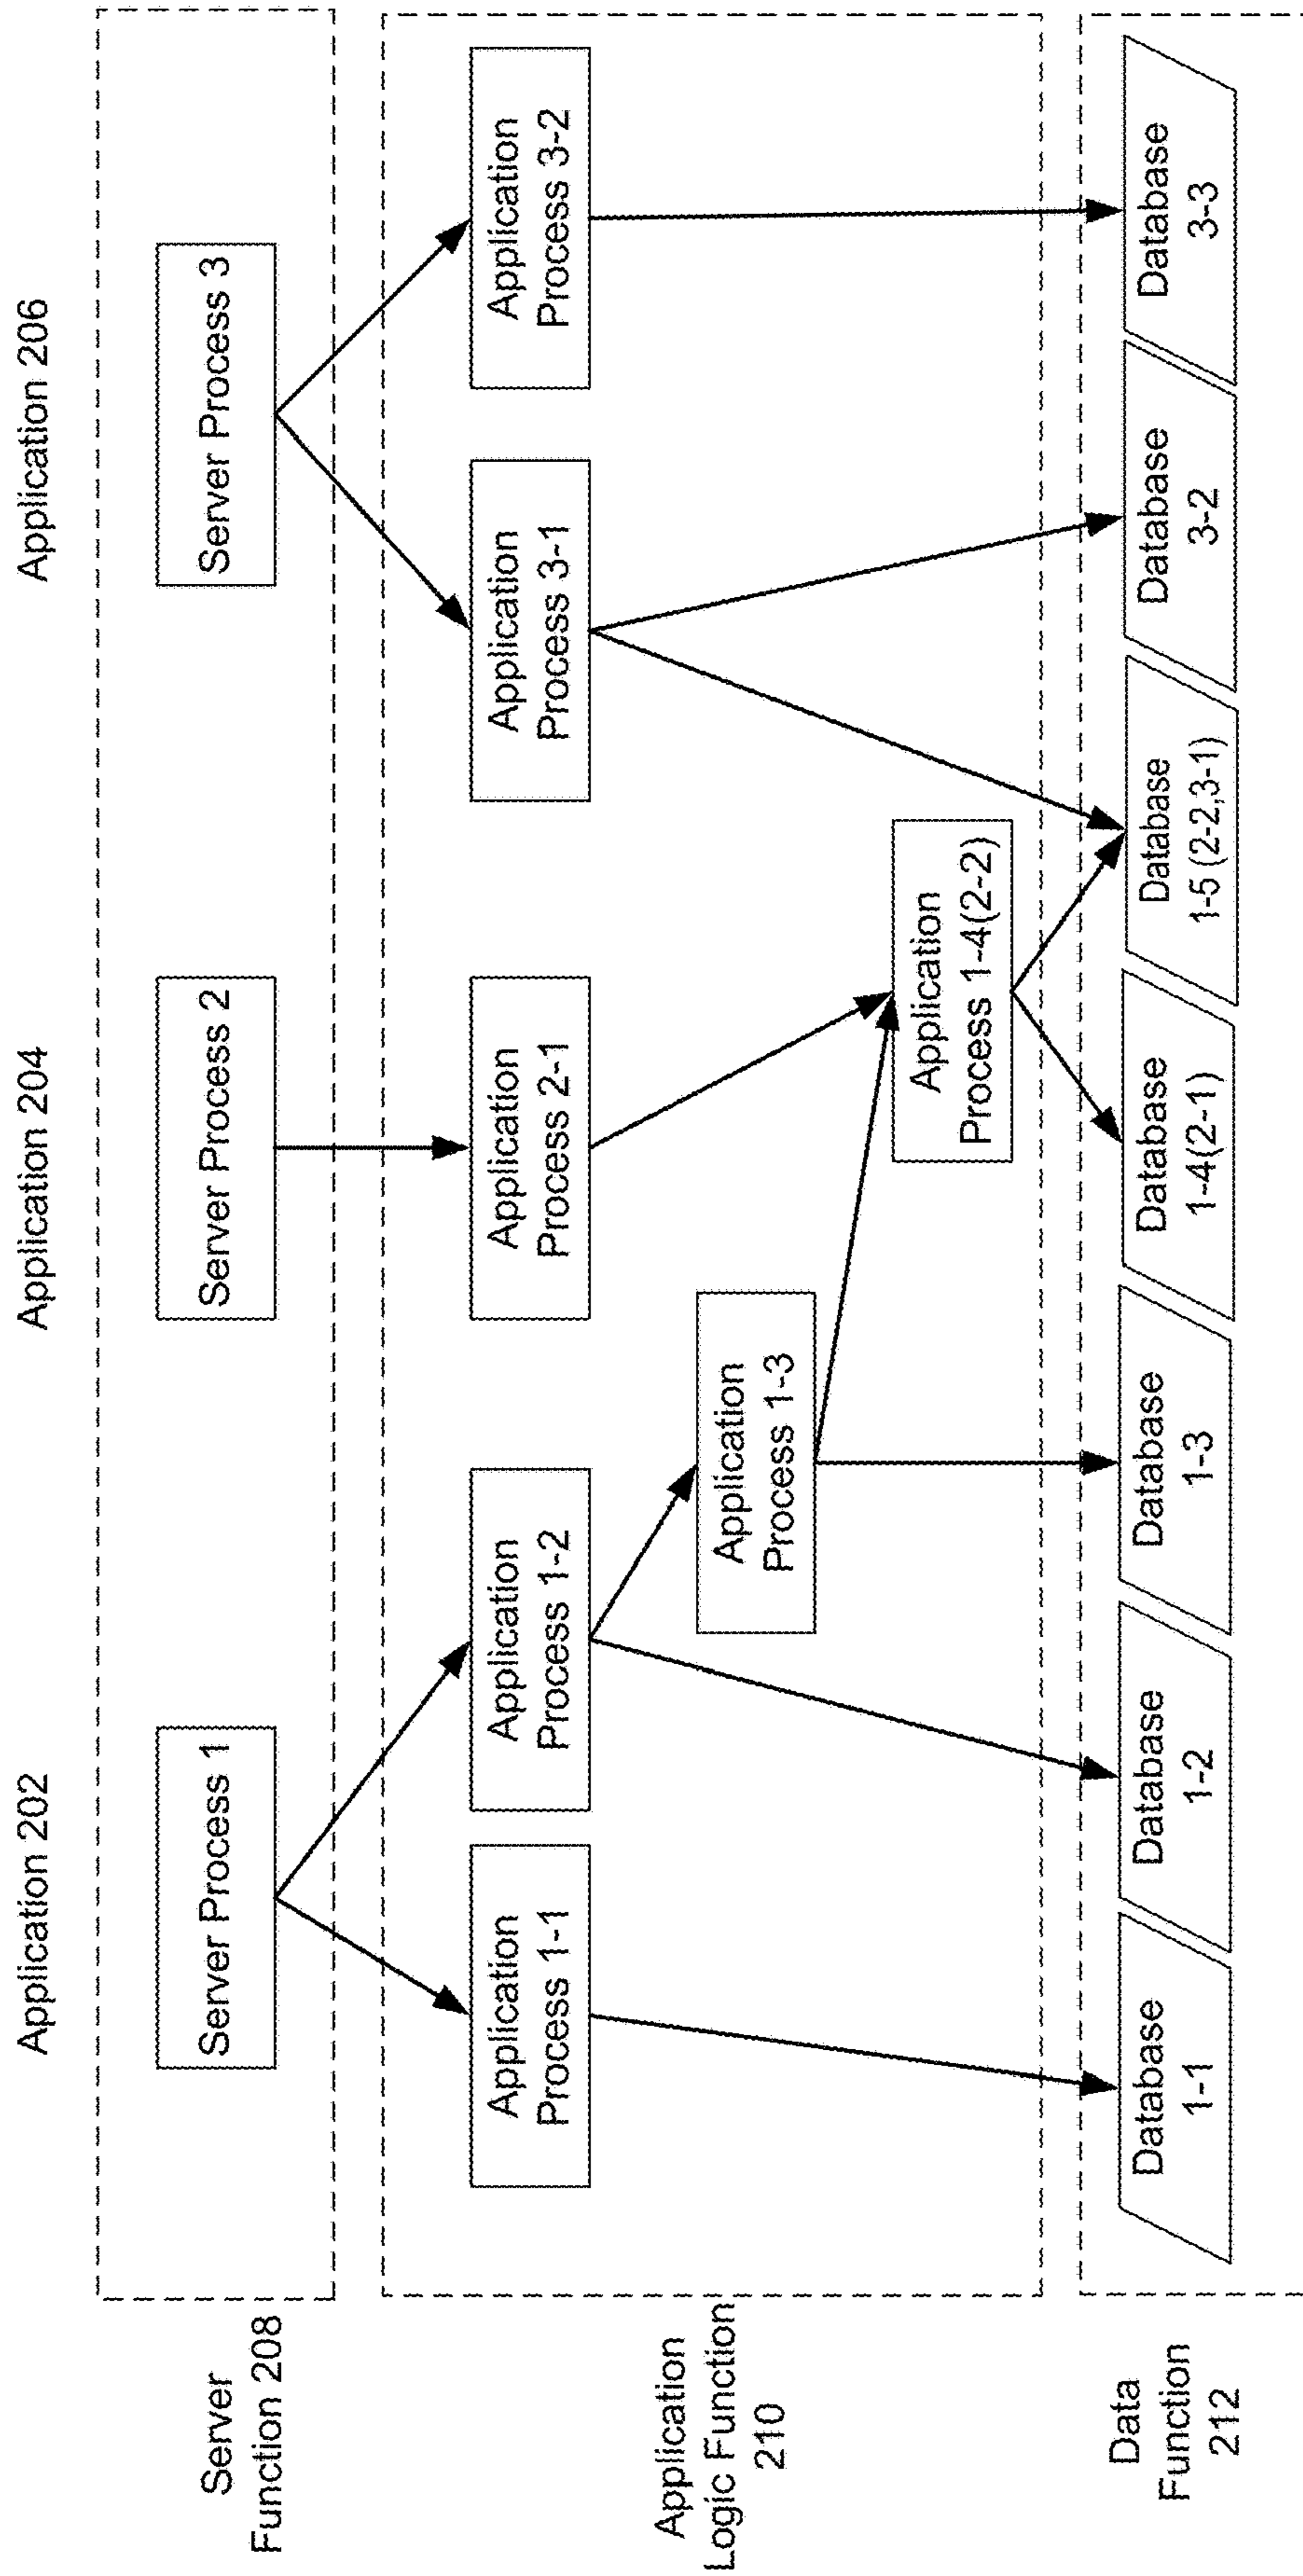 Application 202
Application 204
Application 206
Server
Function 208
Server Process 1
Server Process 2
Server Process 3
Application
Logic Function
210
Application
Process 1-1
Application
Process 1-2
Application
Process 2-1
Application
Process 3-1
Application
Process 3-2
Application
Process 1-3
Application
Process 1-4(2-2)
Data
Function
212
Database
1-1
Database
1-2
Database
1-3
Database
1-4(2-1)
Database
1-5 (2-2,3-1)
Database
3-2
Database
3-3